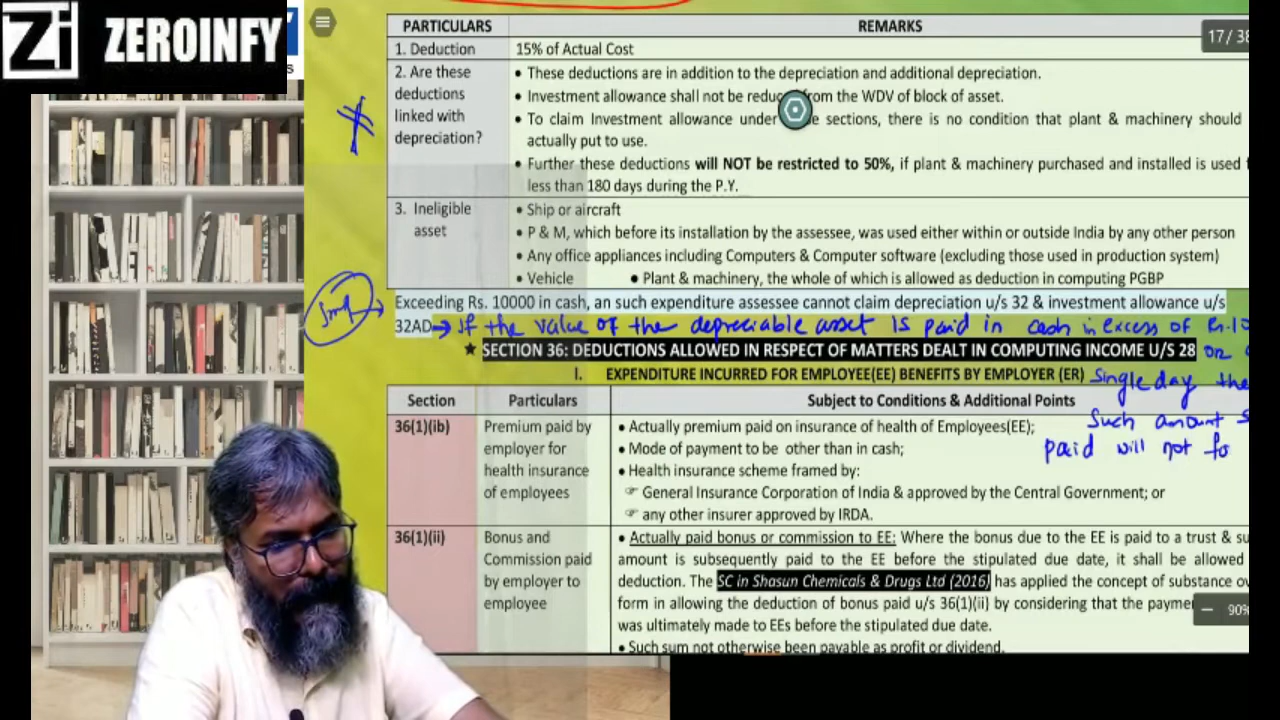 Zi ZEROINFY
s
17 / 38
PARTICULARS REMARKS
1. Deduction 15% of Actual Cost
2. Are these deductions linked with depreciation?
• These deductions are in addition to the depreciation and additional depreciation.
• Investment allowance shall not be from the WDV of block of asset.
• To claim Investment allowance under sections, there is no condition that plant & machinery should
actually put to use.
• Further these deductions will NOT be restricted to 50%, if plant & machinery purchased and installed is used
less than 180 days during the P.Y.
3. Ineligible asset
• Ship or aircraft
• P & M, which before its installation by the assessee, was used either within or outside India by any other person
• Any office appliances including Computers & Computer software (excluding those used in production system)
• Vehicle • Plant & machinery, the whole of which is allowed as deduction in computing PGBP
Imp → Exceeding Rs. 10000 in cash, an such expenditure assessee cannot claim depreciation u/s 32 & investment allowance u/s
32AD → If the value of the depreciable asset is paid in cash in excess of
★ SECTION 36: DEDUCTIONS ALLOWED IN RESPECT OF MATTERS DEALT IN COMPUTING INCOME U/S 28 on
I. EXPENDITURE INCURRED FOR EMPLOYEE(EE) BENEFITS BY EMPLOYER (ER) Single day the
Such amount
paid will not fo
Section Particulars Subject to Conditions & Additional Points
36(1)(ib)
Premium paid by
employer for
health insurance
of employees
• Actually premium paid on insurance of health of Employees(EE);
• Mode of payment to be other than in cash;
• Health insurance scheme framed by:
☞ General Insurance Corporation of India & approved by the Central Government; or
☞ any other insurer approved by IRDA.
36(1)(ii)
Bonus and
Commission paid
by employer to
employee
• Actually paid bonus or commission to EE: Where the bonus due to the EE is paid to a trust & su
amount is subsequently paid to the EE before the stipulated due date, it shall be allowed
deduction. The SC in Shasun Chemicals & Drugs Ltd (2016) has applied the concept of substance ov
form in allowing the deduction of bonus paid u/s 36(1)(ii) by considering that the payme
was ultimately made to EEs before the stipulated due date.
• Such sum not otherwise been payable as profit or dividend.
— 90%